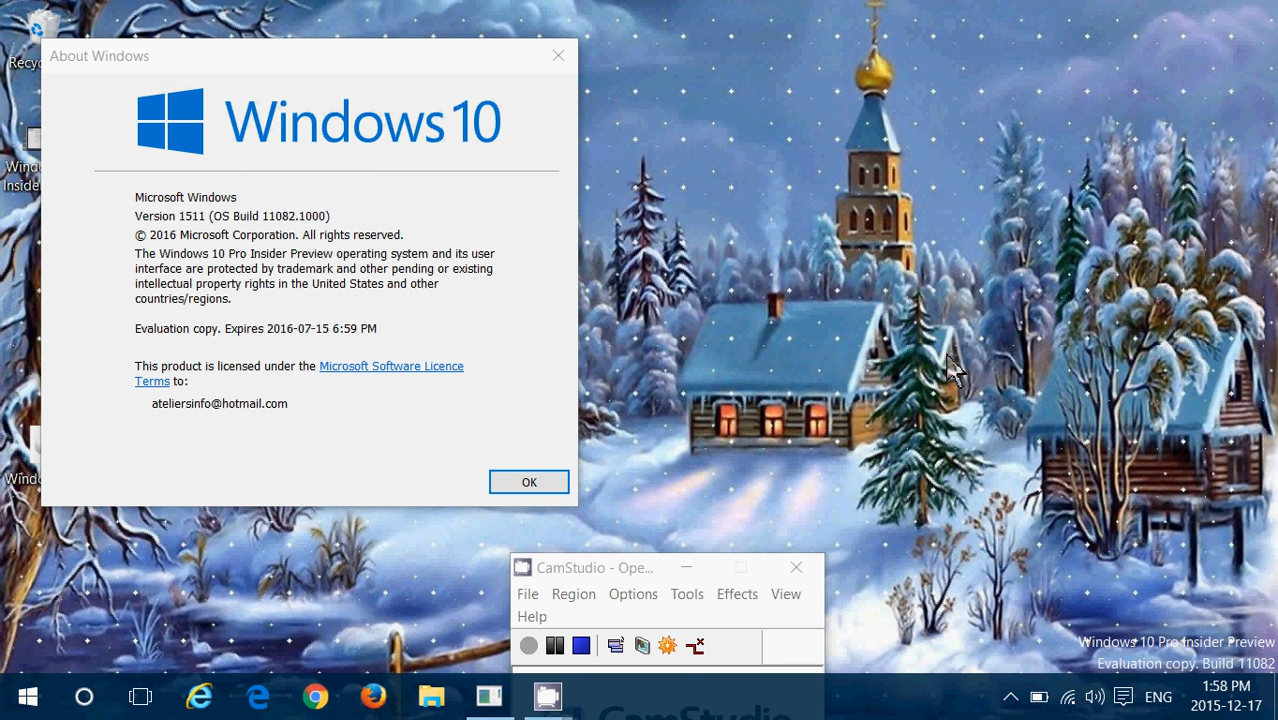 Recyc
About Windows
Windows 10
Windo
Insider
Microsoft Windows
Version 1511 (OS Build 11082.1000)
© 2016 Microsoft Corporation. All rights reserved.
The Windows 10 Pro Insider Preview operating system and its user
interface are protected by trademark and other pending or existing
intellectual property rights in the United States and other
countries/regions.
Evaluation copy. Expires 2016-07-15 6:59 PM
This product is licensed under the Microsoft Software Licence
Terms to:
ateliersinfo@hotmail.com
Windo
OK
CamStudio - Ope...
File Region Options Tools Effects View
Help
Windows 10 Pro Insider Preview
Evaluation copy. Build 11082
CamStudio
ENG
1:58 PM
2015-12-17